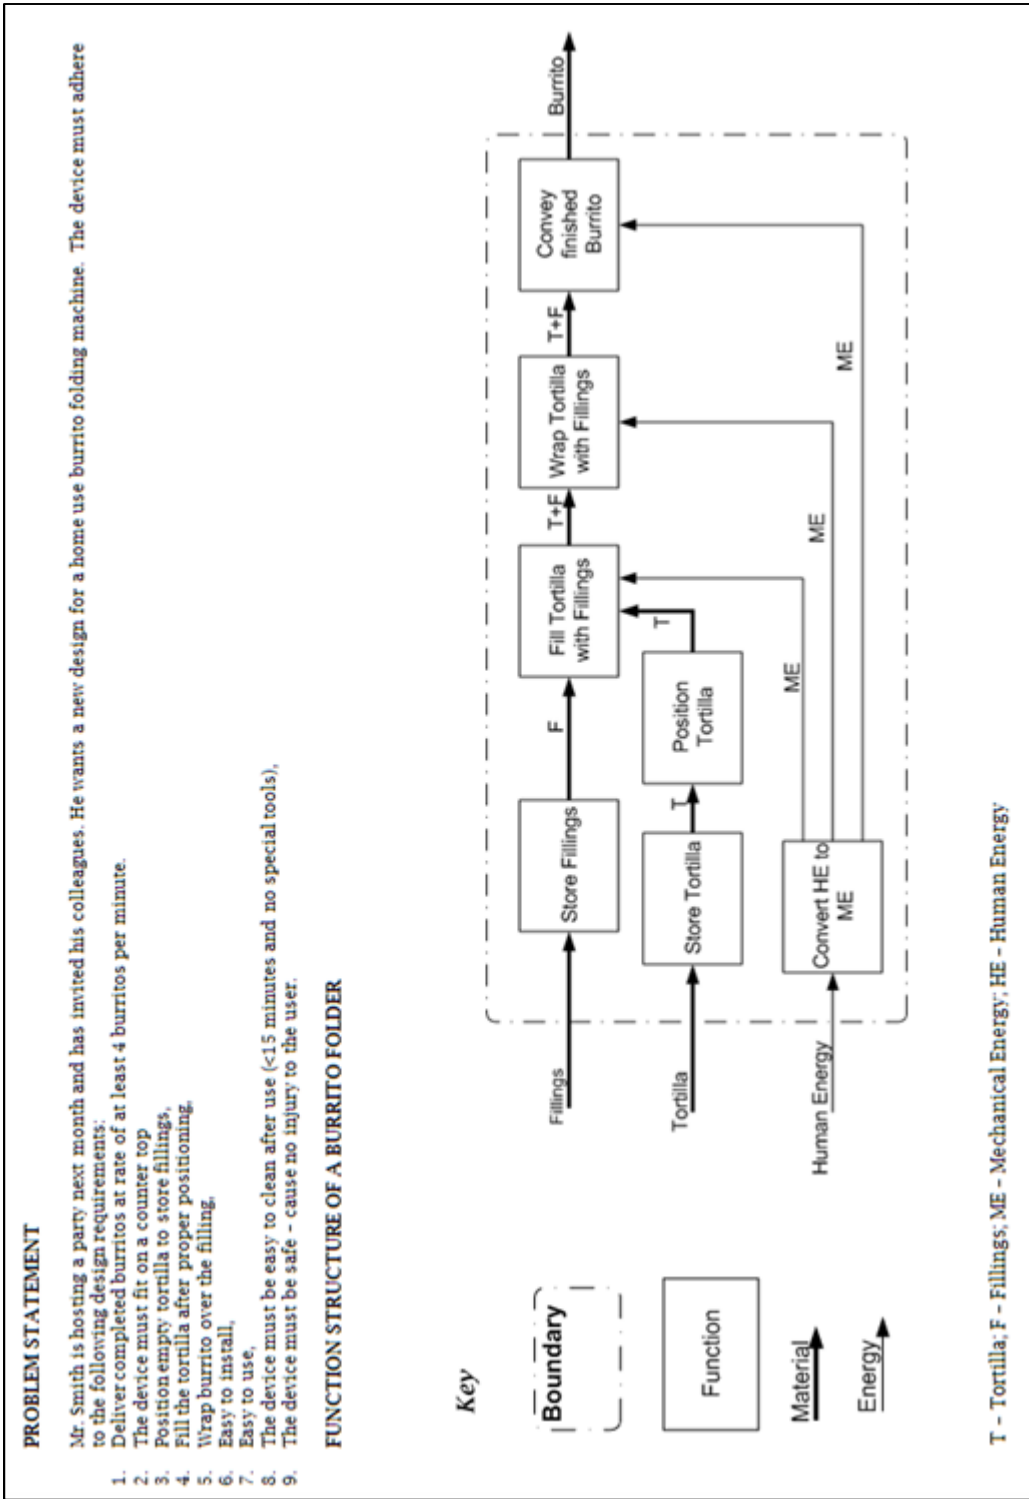 PROBLEM STATEMENT
Mr. Smith is hosting a party next month and has invited his colleagues. He wants a new design for a home use burrito folding machine. The device must adhere
to the following design requirements:
1. Deliver completed burritos at rate of at least 4 burritos per minute.
2. The device must fit on a counter top
3. Position empty tortilla to store fillings,
4. Fill the tortilla after proper positioning,
5. Wrap burrito over the filling,
6. Easy to install,
7. Easy to use,
8. The device must be easy to clean after use (<15 minutes and no special tools),
9. The device must be safe – cause no injury to the user.
FUNCTION STRUCTURE OF A BURRITO FOLDER
Key
Boundary
Function
Material
Energy
Fillings
Store Fillings
F
Fill Tortilla
with Fillings
T+F
Wrap Tortilla
with Fillings
T+F
Convey
finished
Burrito
Burrito
Tortilla
Store Tortilla
T
Position
Tortilla
T
Human Energy
Convert HE to
ME
ME
ME
ME
T – Tortilla; F – Fillings; ME – Mechanical Energy; HE – Human Energy